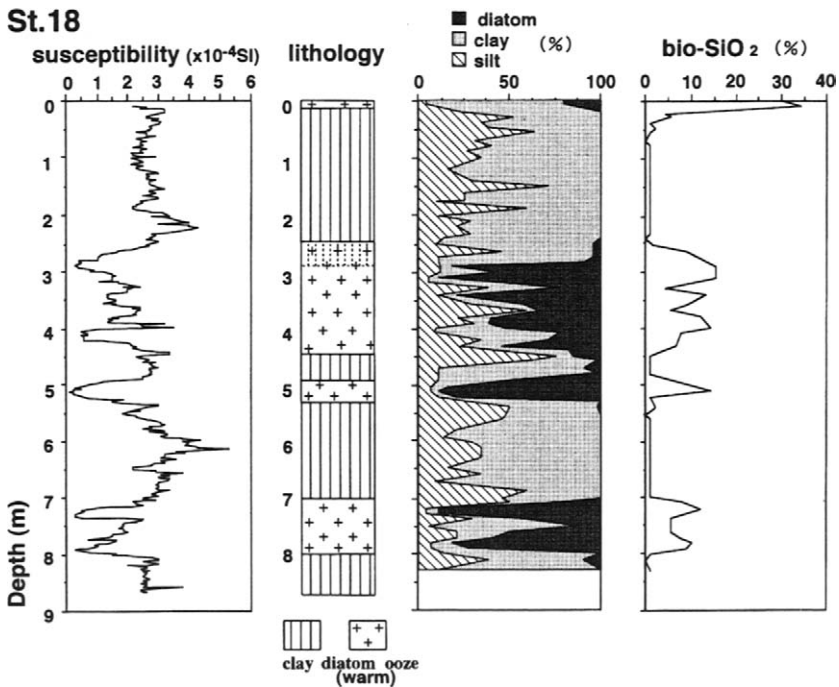 St.18
susceptibility (x10-4SI)
0 1 2 3 4 5 6
lithology
diatom
clay (%)
silt
0 50 100
bio-SiO2 (%)
0 10 20 30 40
Depth (m)
0
1
2
3
4
5
6
7
8
9
0
1
2
3
4
5
6
7
8
clay diatom ooze
(warm)